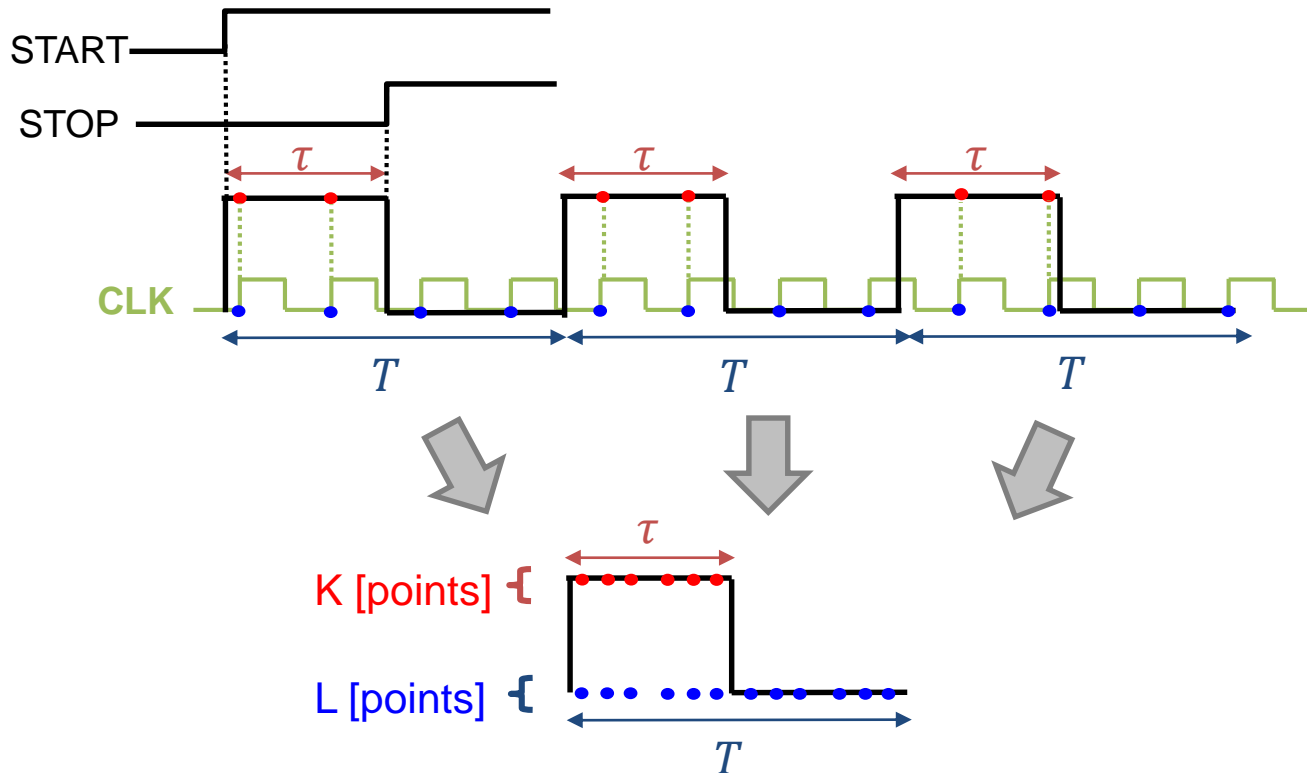 START
STOP
τ
τ
τ
CLK
T
T
T
τ
K [points] {
L [points] {
T